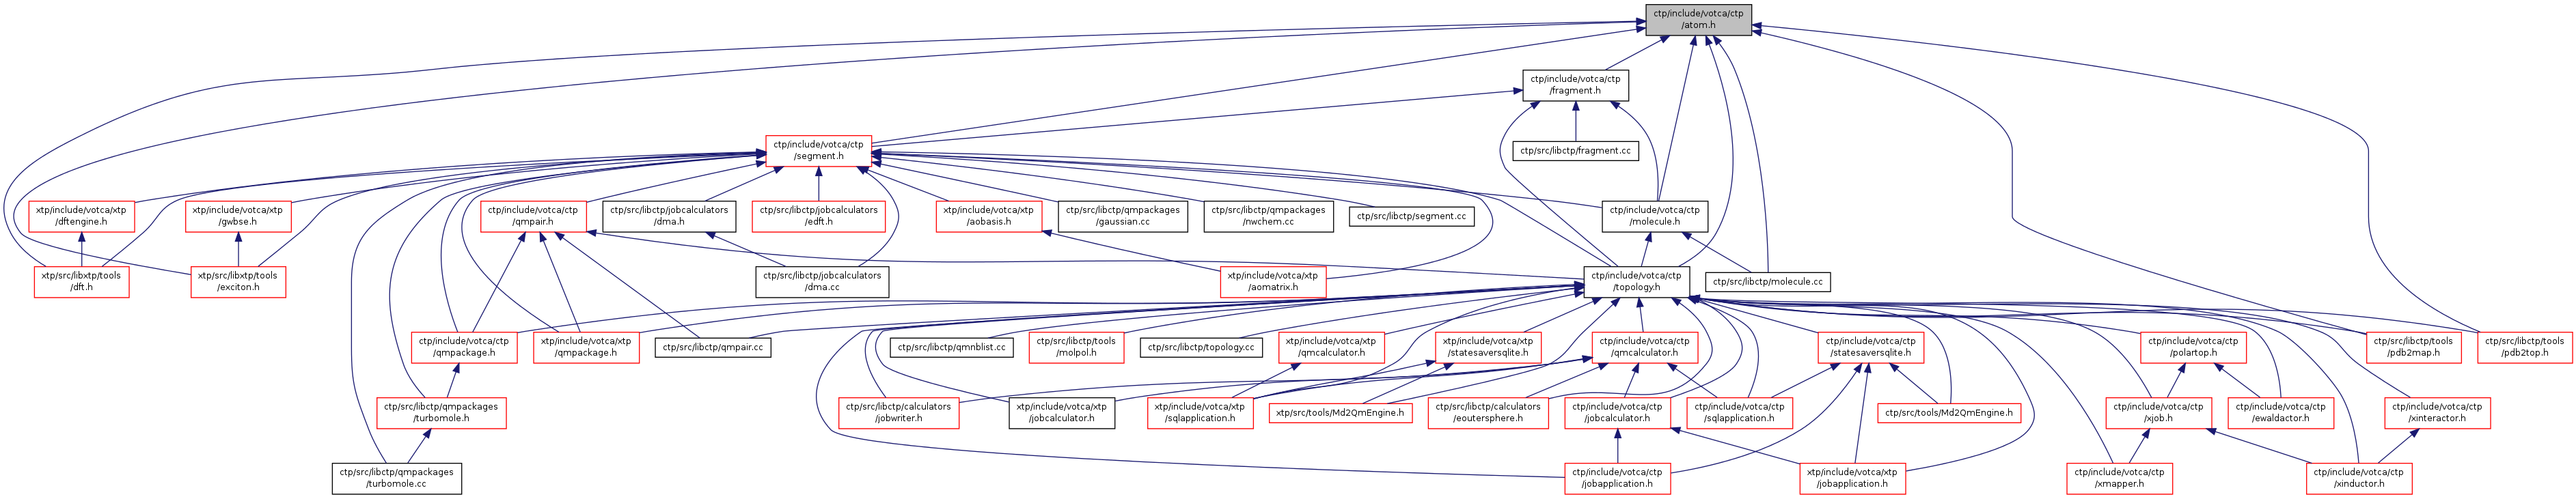 ctp/include/votca/ctp
/atom.h
ctp/include/votca/ctp
/fragment.h
ctp/include/votca/ctp
/segment.h
ctp/src/libctp/fragment.cc
xtp/include/votca/xtp
/dftengine.h
xtp/include/votca/xtp
/gwbse.h
ctp/include/votca/ctp
/qmpair.h
ctp/src/libctp/jobcalculators
/dma.h
ctp/src/libctp/jobcalculators
/edft.h
xtp/include/votca/xtp
/aobasis.h
ctp/src/libctp/qmpackages
/gaussian.cc
ctp/src/libctp/qmpackages
/nwchem.cc
ctp/src/libctp/segment.cc
ctp/include/votca/ctp
/molecule.h
xtp/src/libxtp/tools
/dft.h
xtp/src/libxtp/tools
/exciton.h
ctp/src/libctp/jobcalculators
/dma.cc
xtp/include/votca/xtp
/aomatrix.h
ctp/include/votca/ctp
/topology.h
ctp/src/libctp/molecule.cc
ctp/include/votca/ctp
/qmpackage.h
xtp/include/votca/xtp
/qmpackage.h
ctp/src/libctp/qmpair.cc
ctp/src/libctp/qmnblist.cc
ctp/src/libctp/tools
/molpol.h
ctp/src/libctp/topology.cc
xtp/include/votca/xtp
/qmcalculator.h
xtp/include/votca/xtp
/statesaversqlite.h
ctp/include/votca/ctp
/qmcalculator.h
ctp/include/votca/ctp
/statesaversqlite.h
ctp/include/votca/ctp
/polartop.h
ctp/src/libctp/tools
/pdb2map.h
ctp/src/libctp/tools
/pdb2top.h
ctp/src/libctp/qmpackages
/turbomole.h
ctp/src/libctp/calculators
/jobwriter.h
xtp/include/votca/xtp
/jobcalculator.h
xtp/include/votca/xtp
/sqlapplication.h
xtp/src/tools/Md2QmEngine.h
ctp/src/libctp/calculators
/eoutersphere.h
ctp/include/votca/ctp
/jobcalculator.h
ctp/include/votca/ctp
/sqlapplication.h
ctp/src/tools/Md2QmEngine.h
ctp/include/votca/ctp
/xjob.h
ctp/include/votca/ctp
/ewaldactor.h
ctp/include/votca/ctp
/xinteractor.h
ctp/src/libctp/qmpackages
/turbomole.cc
ctp/include/votca/ctp
/jobapplication.h
xtp/include/votca/xtp
/jobapplication.h
ctp/include/votca/ctp
/xmapper.h
ctp/include/votca/ctp
/xinductor.h